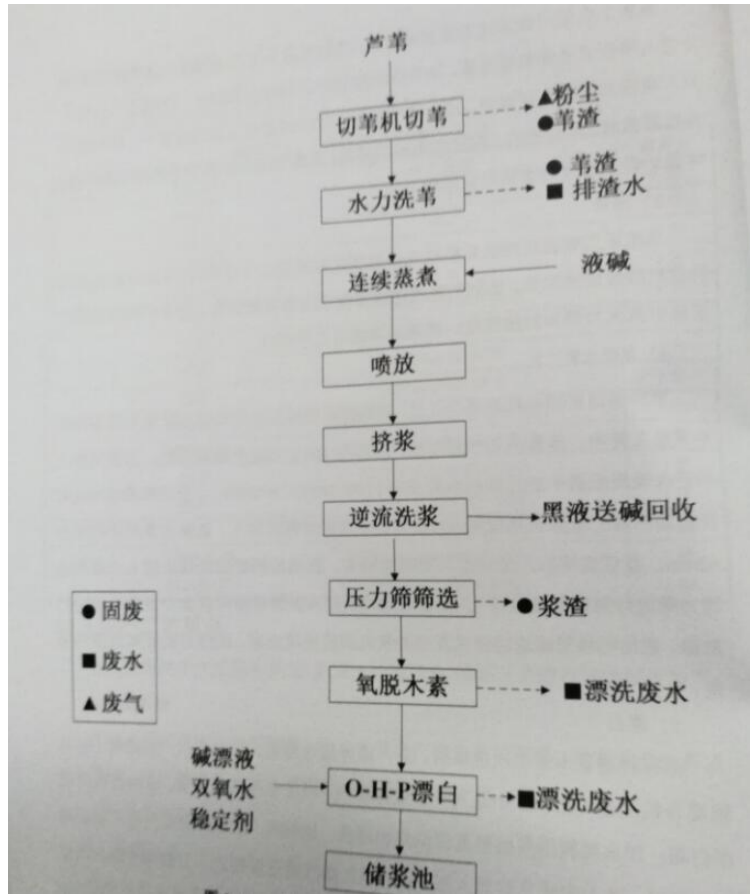 芦苇
切苇机切苇
▲粉尘
●苇渣
水力洗苇
● 苇渣
■ 排渣水
连续蒸煮
液碱
喷放
挤浆
逆流洗浆
黑液送碱回收
压力筛筛选
●浆渣
● 固废
■ 废水
▲废气
氧脱木素
■漂洗废水
碱漂液
双氧水
稳定剂
O-H-P漂白
■漂洗废水
储浆池